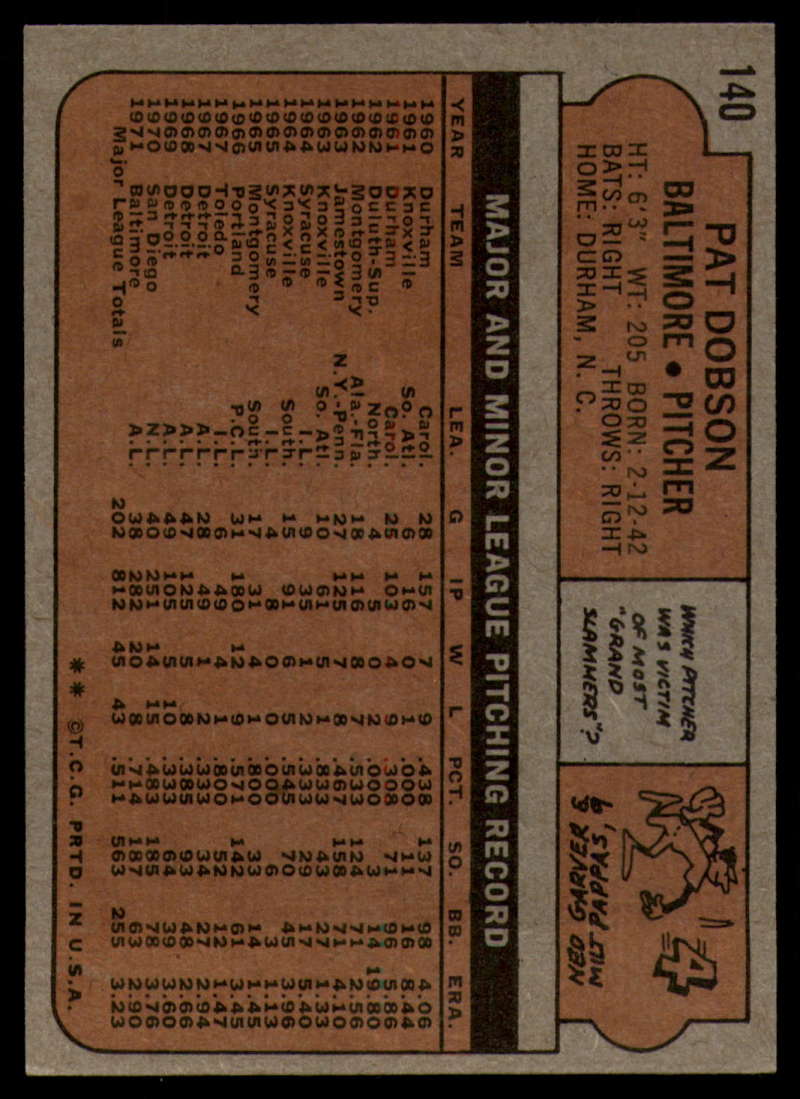 140
PAT DOBSON
BALTIMORE • PITCHER
HT: 6'3" WT: 205 BORN: 2-12-42
BATS: RIGHT THROWS: RIGHT
HOME: DURHAM, N. C.
WHICH PITCHER
WAS VICTIM
OF MOST
"GRAND
SLAMMERS"?
NED GARVER &
MILT PAPPAS, 9
MAJOR AND MINOR LEAGUE PITCHING RECORD
YEAR TEAM LEA. G IP W L PCT. SO. BB. ERA.
1960 Durham Carol. 28 157 7 9 .438 137 98 4.06
1961 Knoxville So. Atl. 6 16 0 1 .000 11 16 8.44
1961 Durham Carol. 25 103 4 9 .308 71 96 5.86
1962 Duluth-Sup. North. 4 5 0 2 .000 3 14 19.80
1962 Montgomery Ala.-Fla. 18 116 8 7 .533 124 71 2.56
1963 Jamestown N.Y.-Penn. 27 125 7 8 .467 158 71 4.10
1963 Knoxville So. Atl. 10 61 5 1 .833 43 27 1.33
1964 Syracuse I.L. 9 35 1 2 .333 29 17 5.40
1964 Knoxville South. 15 91 6 5 .545 70 45 3.96
1965 Syracuse I.L. 4 8 0 0 .000 6 3 1.13
1965 Montgomery South. 17 31 4 1 .800 33 14 1.45
1966 Portland P.C.L. 31 180 12 9 .571 142 61 3.45
1967 Toledo I.L. 6 49 4 1 .800 52 12 1.47
1967 Detroit A.L. 28 49 1 2 .333 34 27 2.94
1968 Detroit A.L. 47 125 5 8 .385 93 48 2.66
1969 Detroit A.L. 49 105 5 10 .333 64 39 3.60
1970 San Diego N.L. 40 251 14 15 .483 185 78 3.76
1971 Baltimore A.L. 38 282 20 8 .714 187 63 2.90
Major League Totals 202 812 45 43 .511 563 255 3.23
** ©T.C.G. PRTD. IN U.S.A.